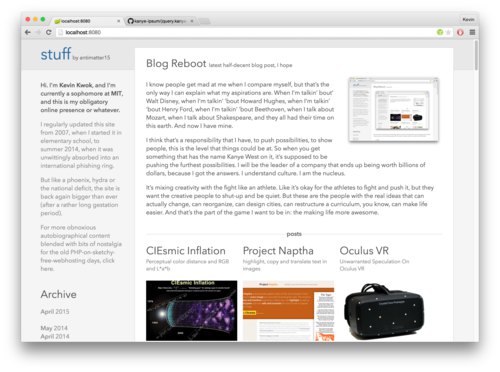 localhost:8080
kanye-ipsum/jquery.kanye
Kevin
localhost:8080
stuff by antimatter15
Hi. I'm Kevin Kwok, and I'm
currently a sophomore at MIT,
and this is my obligatory
online presence or whatever.
I regularly updated this site
from 2007, when I started it in
elementary school, to
summer 2014, when it was
unwittingly absorbed into an
international phishing ring.
But like a phoenix, hydra or
the national deficit, the site is
back again bigger than ever
(after a rather long gestation
period).
For more obnoxious
autobiographical content
blended with bits of nostalgia
for the old PHP-on-sketchy-
free-webhosting days, click
here.
Archive
April 2015
May 2014
April 2014
Blog Reboot latest half-decent blog post, I hope
I know people get mad at me when I compare myself, but that's the
only way I can explain what my aspirations are. When I'm talkin' 'bout
Walt Disney, when I'm talkin' 'bout Howard Hughes, when I'm talkin'
'bout Henry Ford, when I'm talkin' 'bout Beethoven, when I talk about
Mozart, when I talk about Shakespeare, and they all had their time on
this earth. And now I have mine.
I think that's a responsibility that I have, to push possibilities, to show
people, this is the level that things could be at. So when you get
something that has the name Kanye West on it, it's supposed to be
pushing the furthest possibilities. I will be the leader of a company that ends up being worth billions of
dollars, because I got the answers. I understand culture. I am the nucleus.
It's mixing creativity with the fight like an athlete. Like it's okay for the athletes to fight and push it, but they
want the creative people to shut-up and be quiet. But these are the people with the real ideas that can
actually change, can reorganize, can design cities, can restructure a curriculum, you know, can make life
easier. And that's the part of the game I want to be in: the making life more awesome.
posts
CIEsmic Inflation
Perceptual color distance and RGB
and L*a*b
Project Naptha
highlight, copy and translate text in
images
Oculus VR
Unwarranted Speculation On
Oculus VR
CIEsmic Inflation
Project Naptha